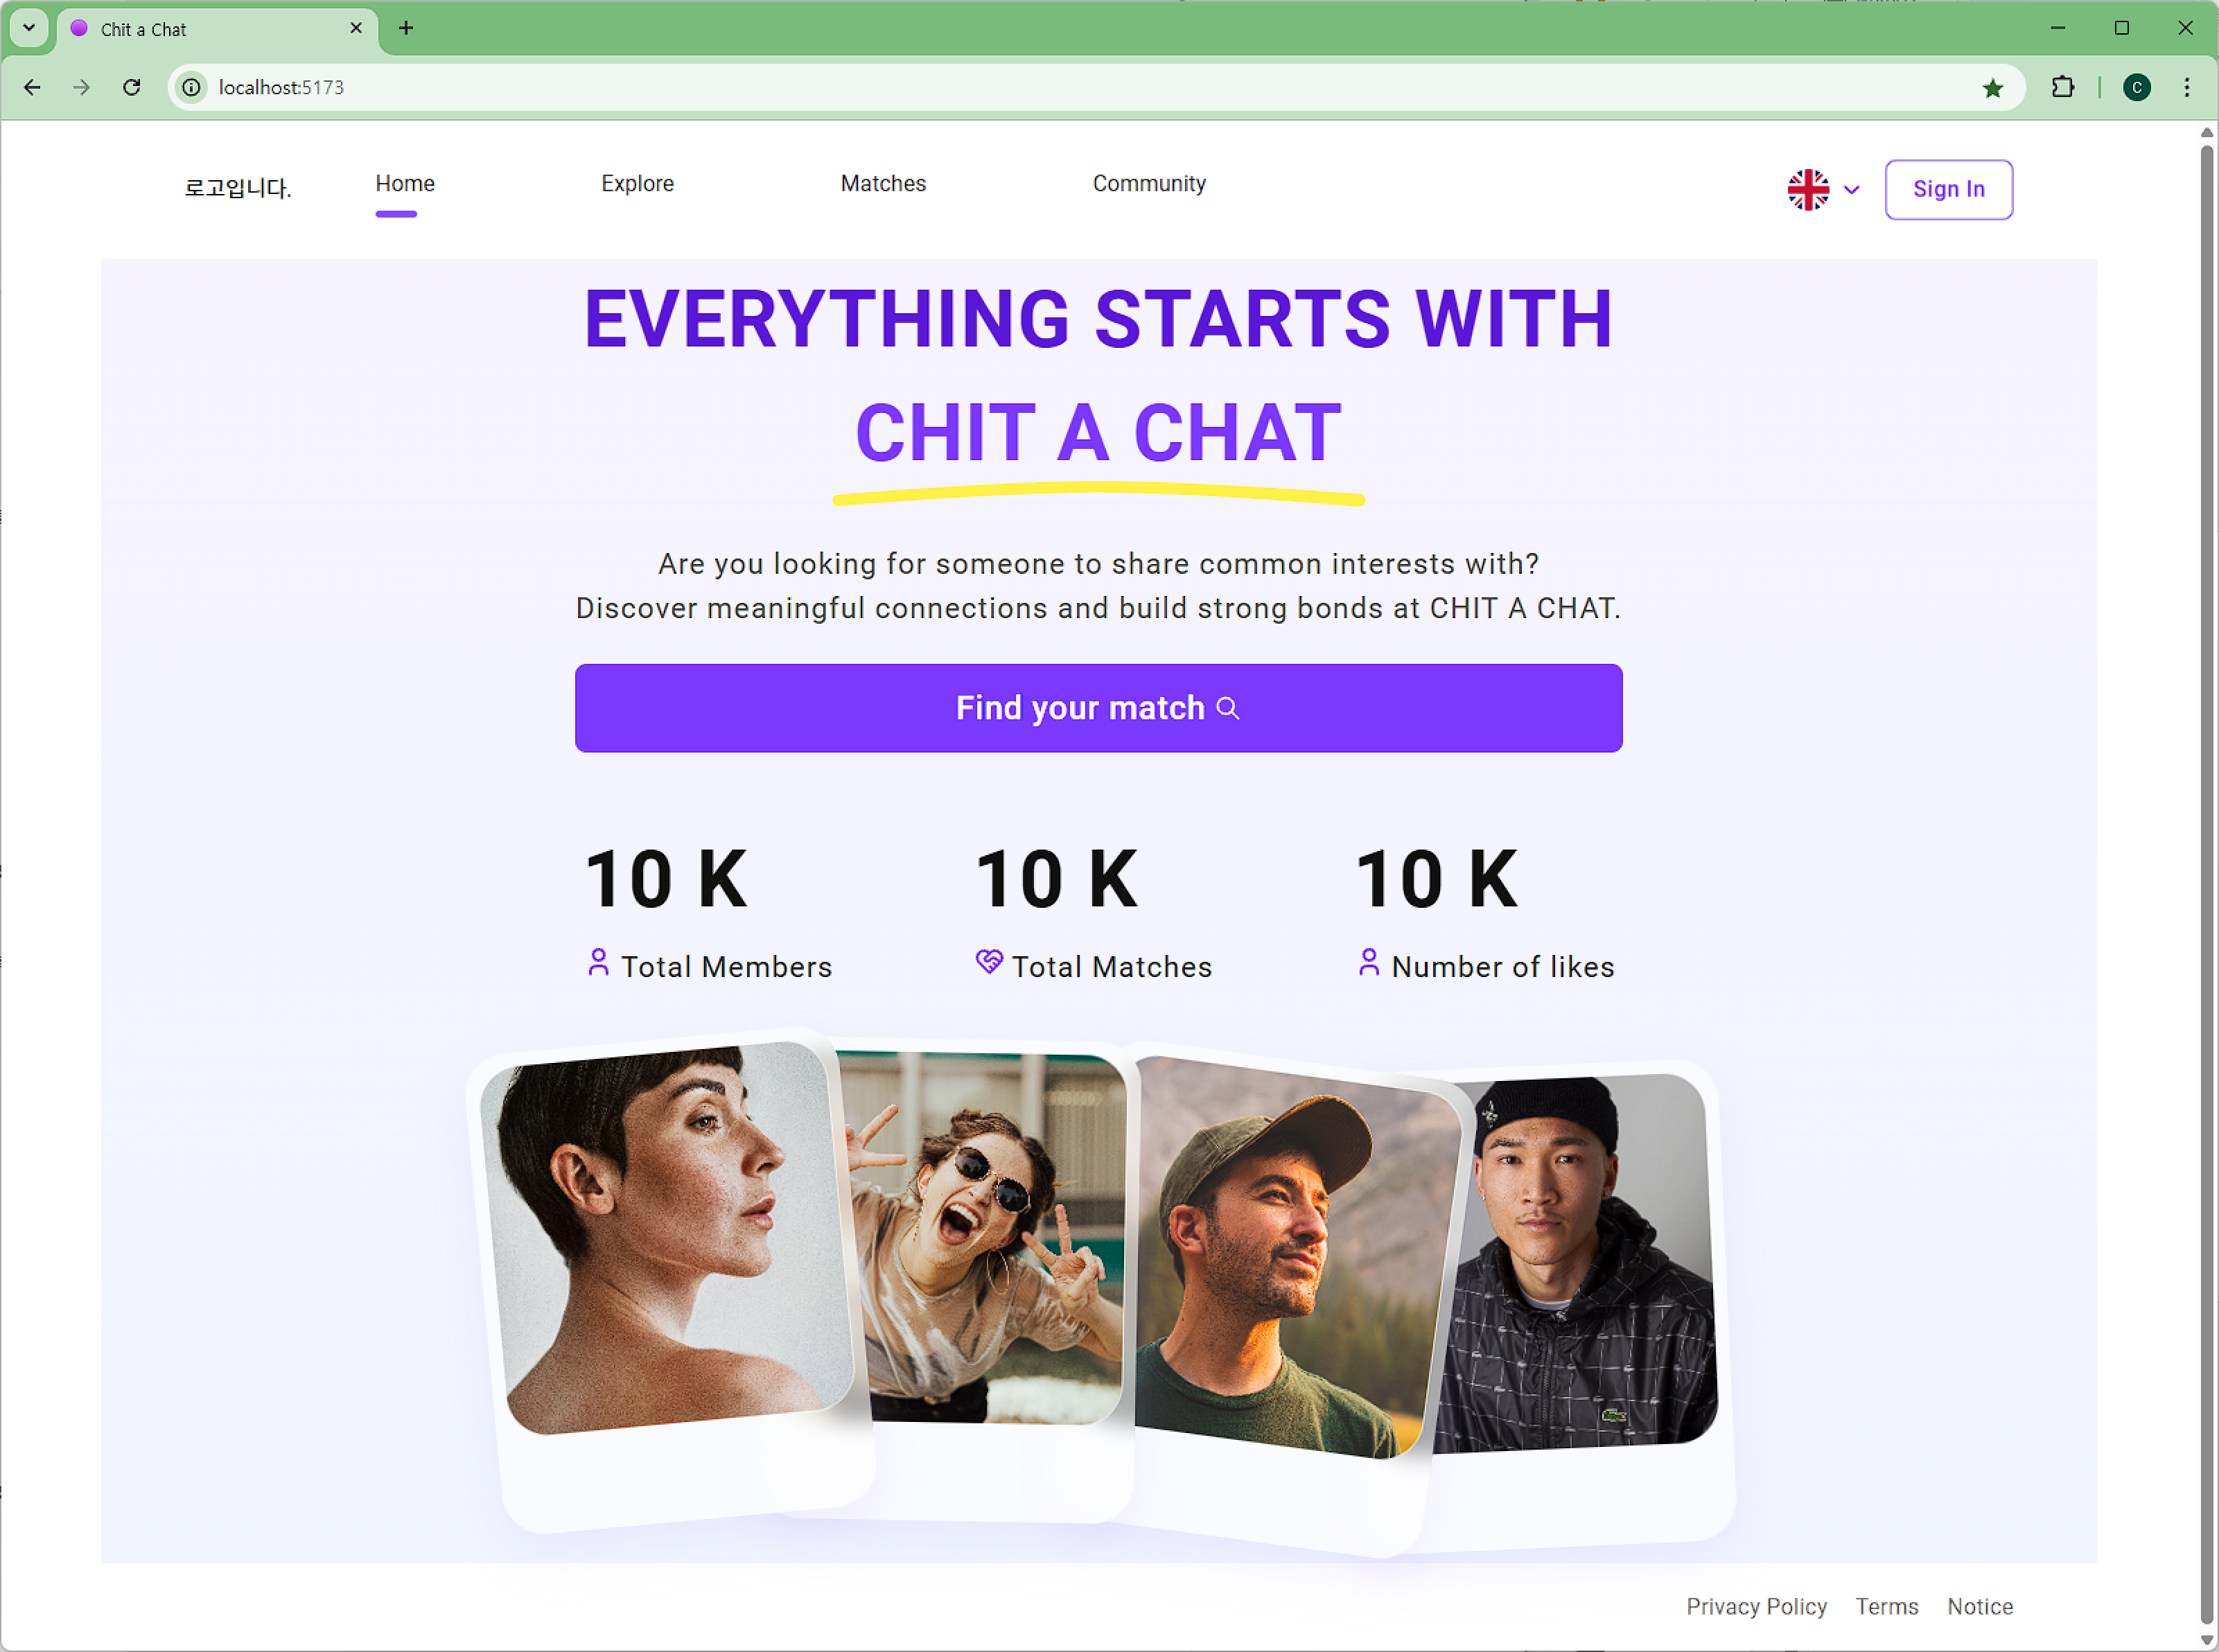 Chit a Chat
localhost:5173
C
로고입니다.
Home
Explore
Matches
Community
Sign In
EVERYTHING STARTS WITH
CHIT A CHAT
Are you looking for someone to share common interests with?
Discover meaningful connections and build strong bonds at CHIT A CHAT.
Find your match
10 K
Total Members
10 K
Total Matches
10 K
Number of likes
Privacy Policy
Terms
Notice